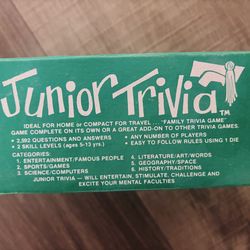 Junior Trivia TM
IDEAL FOR HOME or COMPACT FOR TRAVEL . . . "FAMILY TRIVIA GAME"
GAME COMPLETE ON ITS OWN OR A GREAT ADD-ON TO OTHER TRIVIA GAMES.
• 2,592 QUESTIONS AND ANSWERS
• 2 SKILL LEVELS (ages 5-13 yrs.)
• ANY NUMBER OF PLAYERS
• EASY TO FOLLOW RULES USING 1 DIE
CATEGORIES:
1. ENTERTAINMENT/FAMOUS PEOPLE
2. SPORTS/GAMES
3. SCIENCE/COMPUTERS
4. LITERATURE/ART/WORDS
5. GEOGRAPHY/SPACE
6. HISTORY/TRADITIONS
JUNIOR TRIVIA — WILL ENTERTAIN, STIMULATE, CHALLENGE AND
EXCITE YOUR MENTAL FACULTIES